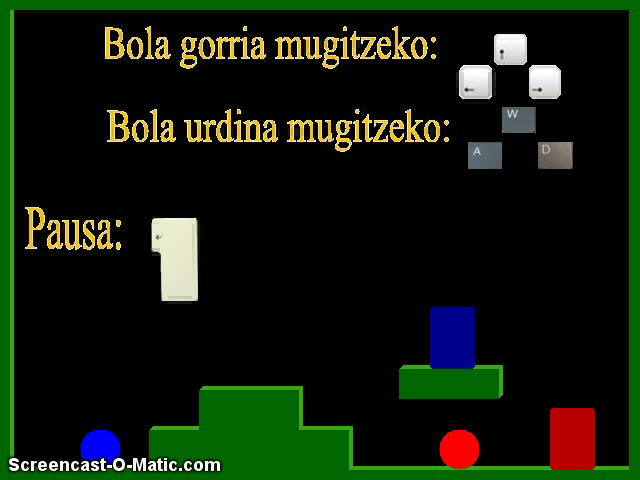 Bola gorria mugitzeko:
Bola urdina mugitzeko:
W
A D
Pausa:
Screencast-O-Matic.com